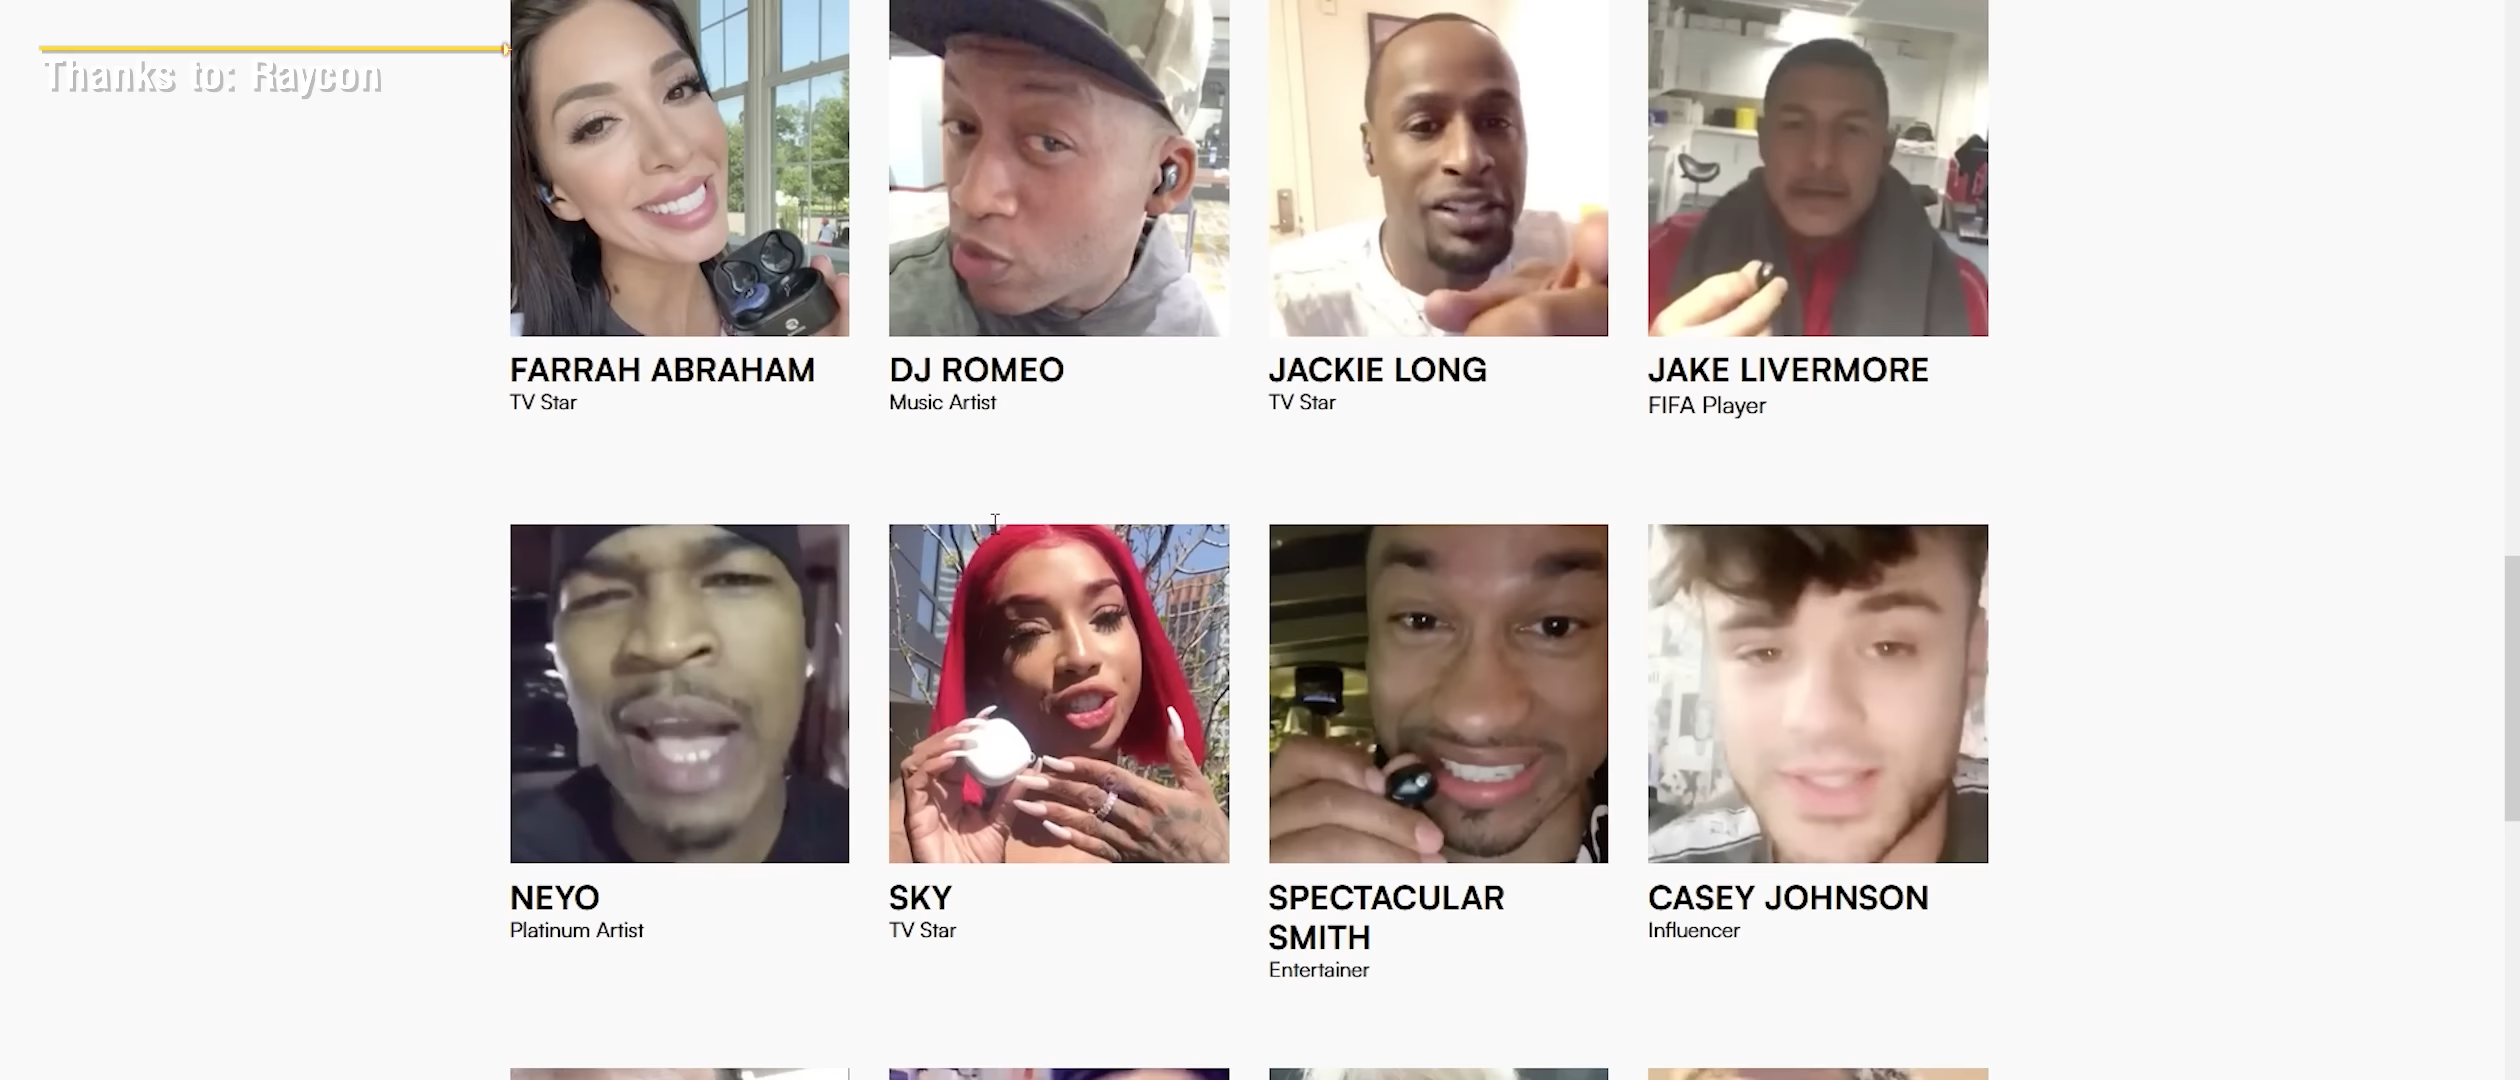 Thanks to: Raycon
FARRAH ABRAHAM
TV Star
DJ ROMEO
Music Artist
JACKIE LONG
TV Star
JAKE LIVERMORE
FIFA Player
NEYO
Platinum Artist
SKY
TV Star
SPECTACULAR
SMITH
Entertainer
CASEY JOHNSON
Influencer